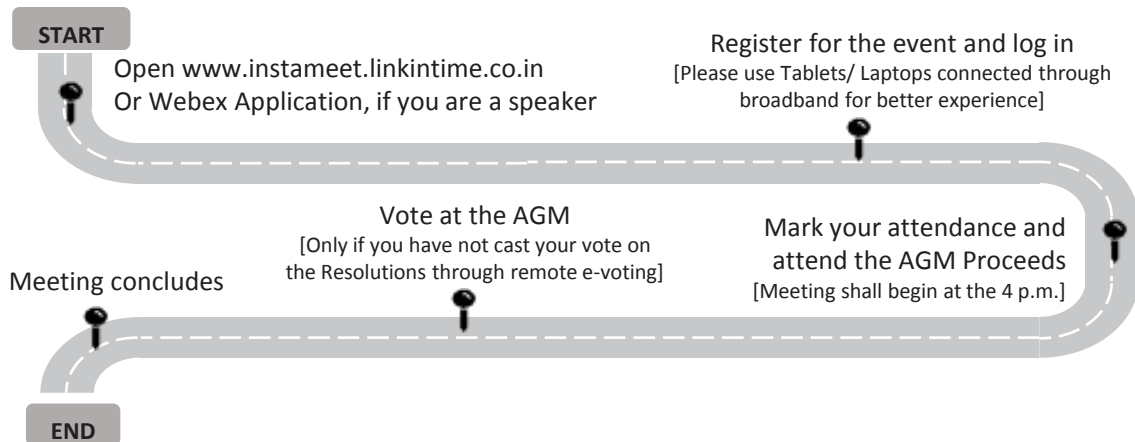 START
Open www.instameet.linkintime.co.in
Or Webex Application, if you are a speaker
Register for the event and log in
[Please use Tablets/ Laptops connected through
broadband for better experience]
Mark your attendance and
attend the AGM Proceeds
[Meeting shall begin at the 4 p.m.]
Vote at the AGM
[Only if you have not cast your vote on
the Resolutions through remote e-voting]
Meeting concludes
END